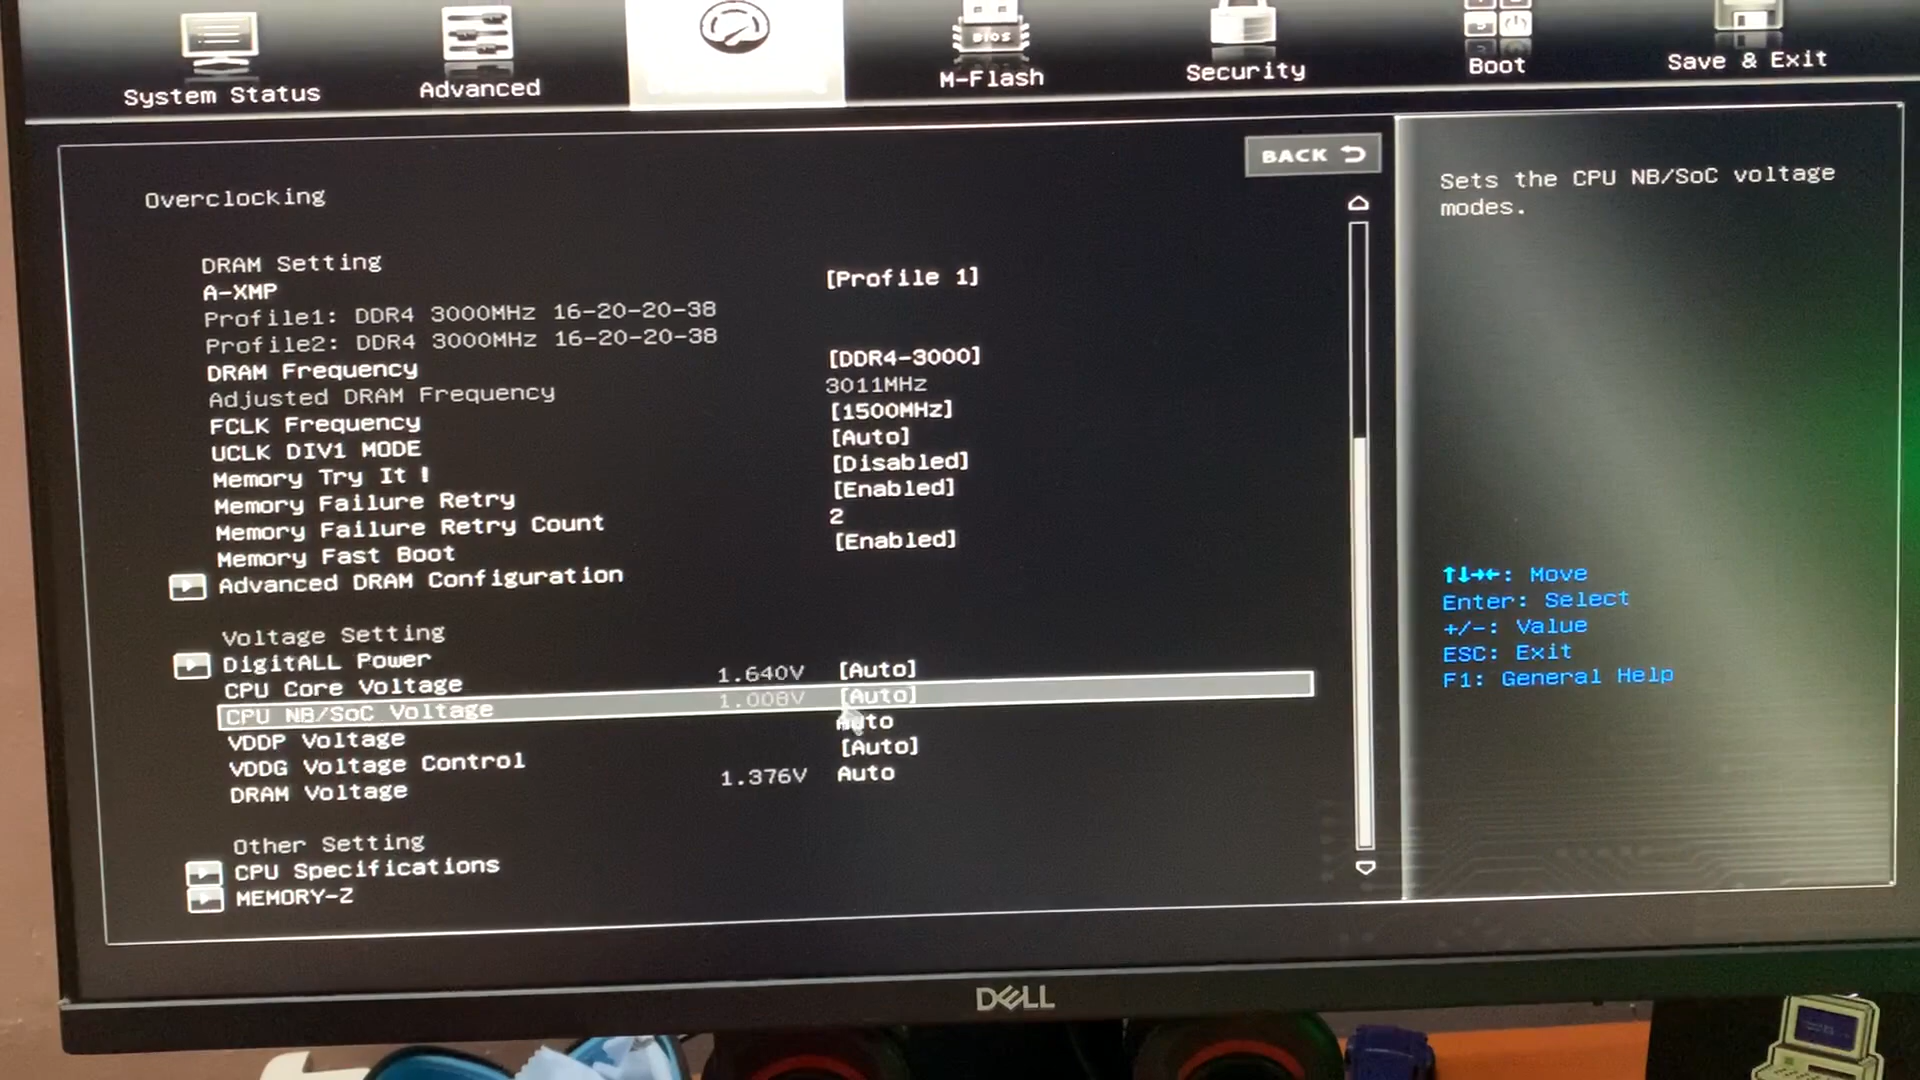 System Status
Advanced
M-Flash
Security
Boot
Save & Exit
BIOS
BACK
Overclocking
DRAM Setting
A-XMP [Profile 1]
Profile1: DDR4 3000MHz 16-20-20-38
Profile2: DDR4 3000MHz 16-20-20-38
DRAM Frequency [DDR4-3000]
Adjusted DRAM Frequency 3011MHz
FCLK Frequency [1500MHz]
UCLK DIV1 MODE [Auto]
Memory Try It ! [Disabled]
Memory Failure Retry [Enabled]
Memory Failure Retry Count 2
Memory Fast Boot [Enabled]
Advanced DRAM Configuration
Voltage Setting
DigitALL Power
CPU Core Voltage 1.640V [Auto]
CPU NB/SoC Voltage 1.008V [Auto]
VDDP Voltage Auto
VDDG Voltage Control [Auto]
DRAM Voltage 1.376V Auto
Other Setting
CPU Specifications
MEMORY-Z
Sets the CPU NB/SoC voltage
modes.
↑↓→←: Move
Enter: Select
+/-: Value
ESC: Exit
F1: General Help
DELL